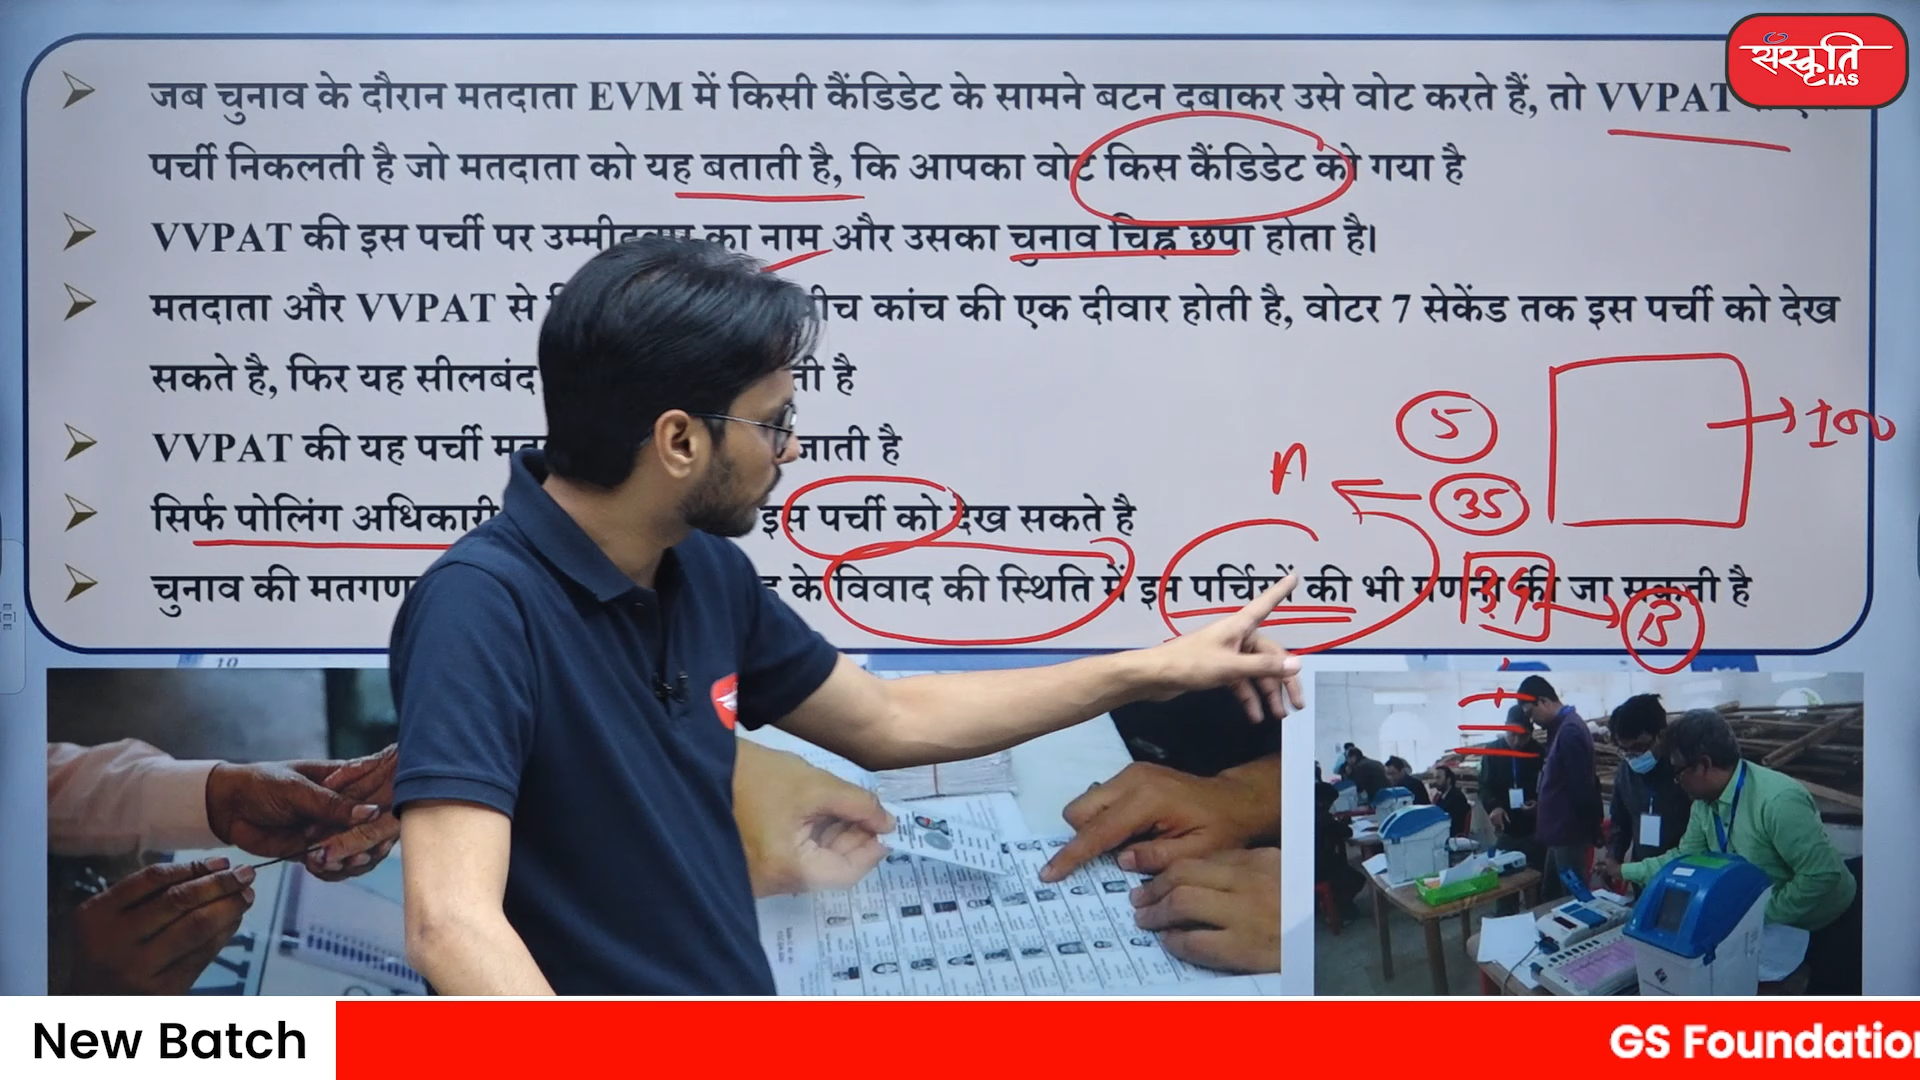 संस्कृति
IAS
जब चुनाव के दौरान मतदाता EVM में किसी कैंडिडेट के सामने बटन दबाकर उसे वोट करते हैं, तो VVPAT
पर्ची निकलती है जो मतदाता को यह बताती है, कि आपका वोट किस कैंडिडेट को गया है
VVPAT की इस पर्ची पर उम्मीदवार का नाम और उसका चुनाव चिह्न छपा होता है।
मतदाता और VVPAT से बीच कांच की एक दीवार होती है, वोटर 7 सेकेंड तक इस पर्ची को देख
सकते है, फिर यह सीलबंद है
VVPAT की यह पर्ची जाती है
5
100
n
35
सिर्फ पोलिंग अधिकारी इस पर्ची को देख सकते है
चुनाव की के विवाद की स्थिति में इन पर्चियों की भी गणना की जा सकती है
New Batch
GS Foundation